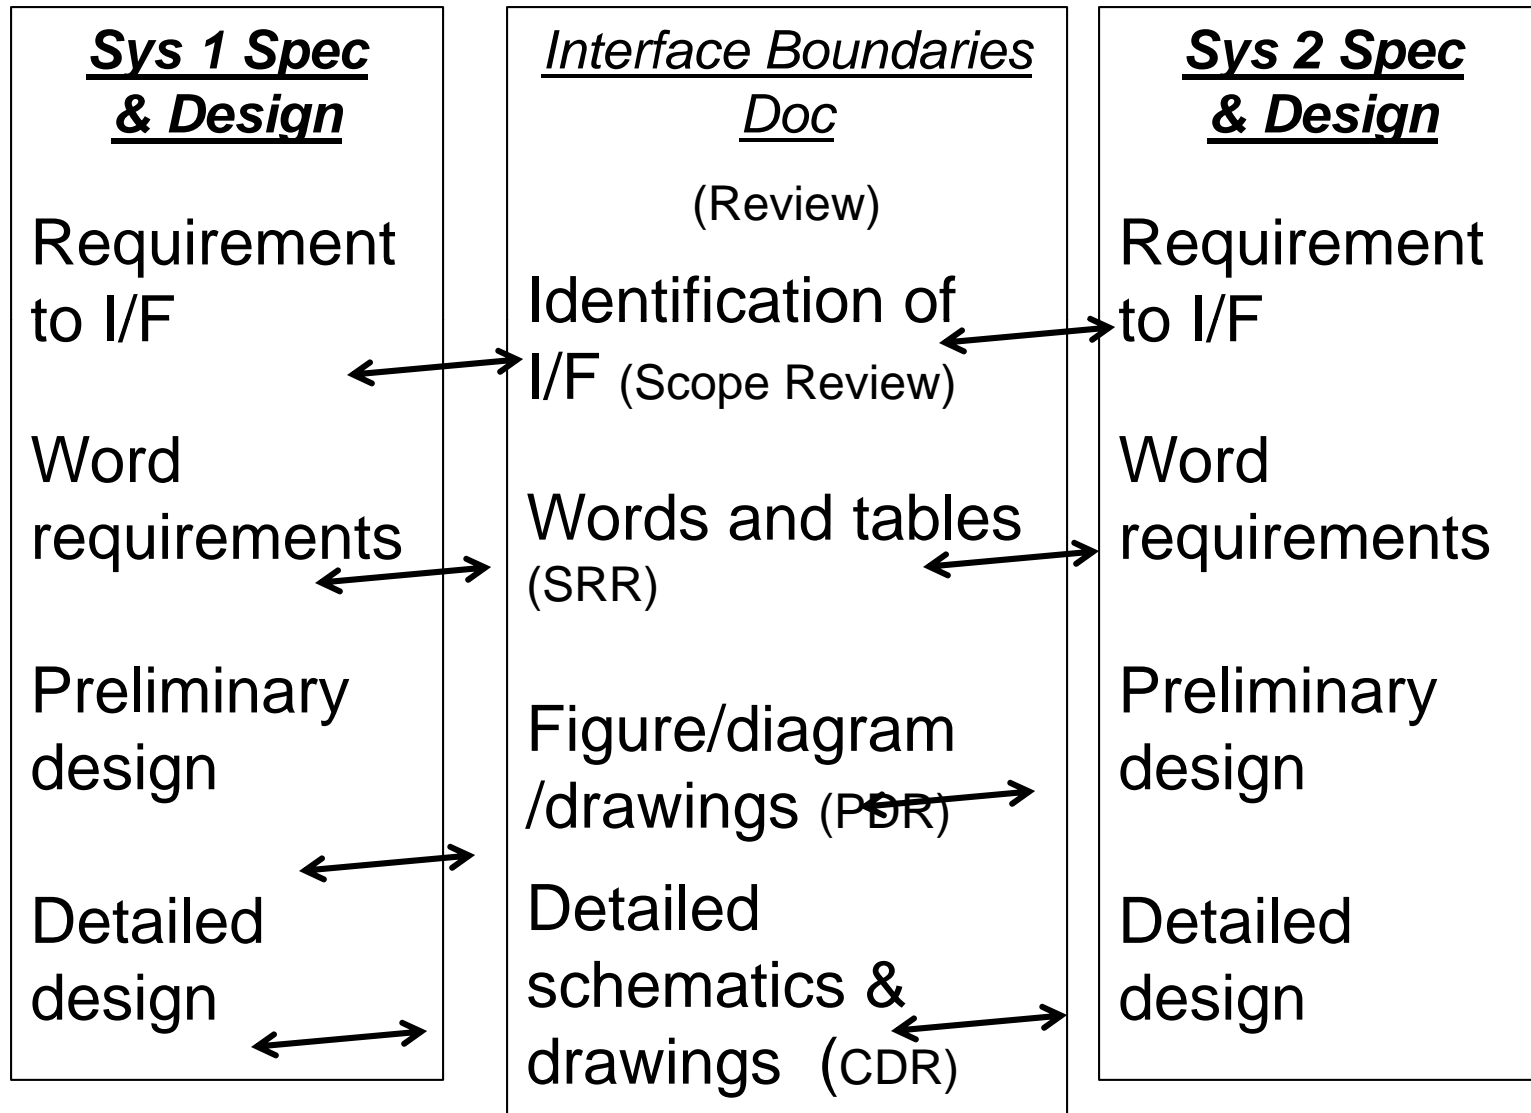 Sys 1 Spec
& Design
Requirement
to I/F
Word
requirements
Preliminary
design
Detailed
design
Interface Boundaries
Doc
(Review)
Identification of
I/F (Scope Review)
Words and tables
(SRR)
Figure/diagram
/drawings (PDR)
Detailed
schematics &
drawings (CDR)
Sys 2 Spec
& Design
Requirement
to I/F
Word
requirements
Preliminary
design
Detailed
design